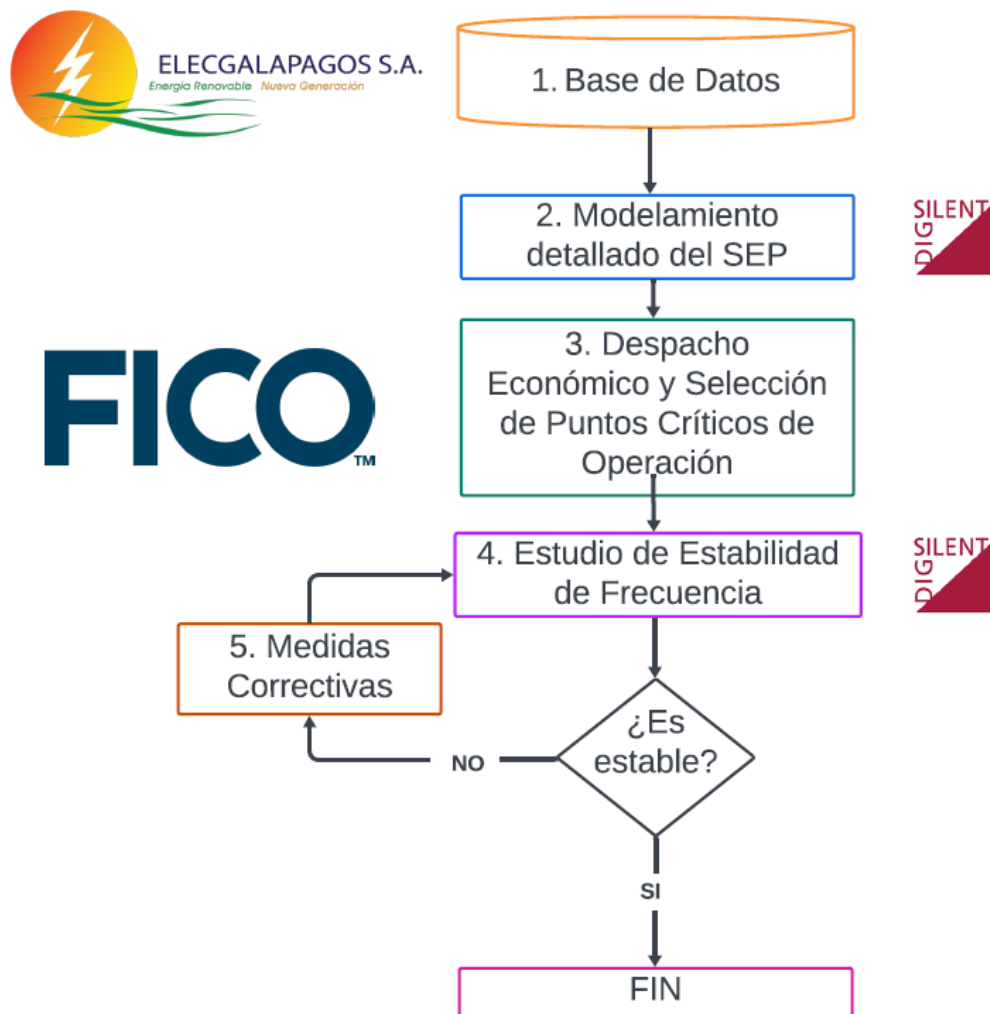 ELECGALAPAGOS S.A.
Energía Renovable Nueva Generación
1. Base de Datos
2. Modelamiento
detallado del SEP
SILENT
DIG
3. Despacho
Económico y Selección
de Puntos Críticos de
Operación
FICO
TM
4. Estudio de Estabilidad
de Frecuencia
SILENT
DIG
5. Medidas
Correctivas
¿Es
estable?
NO
SI
FIN